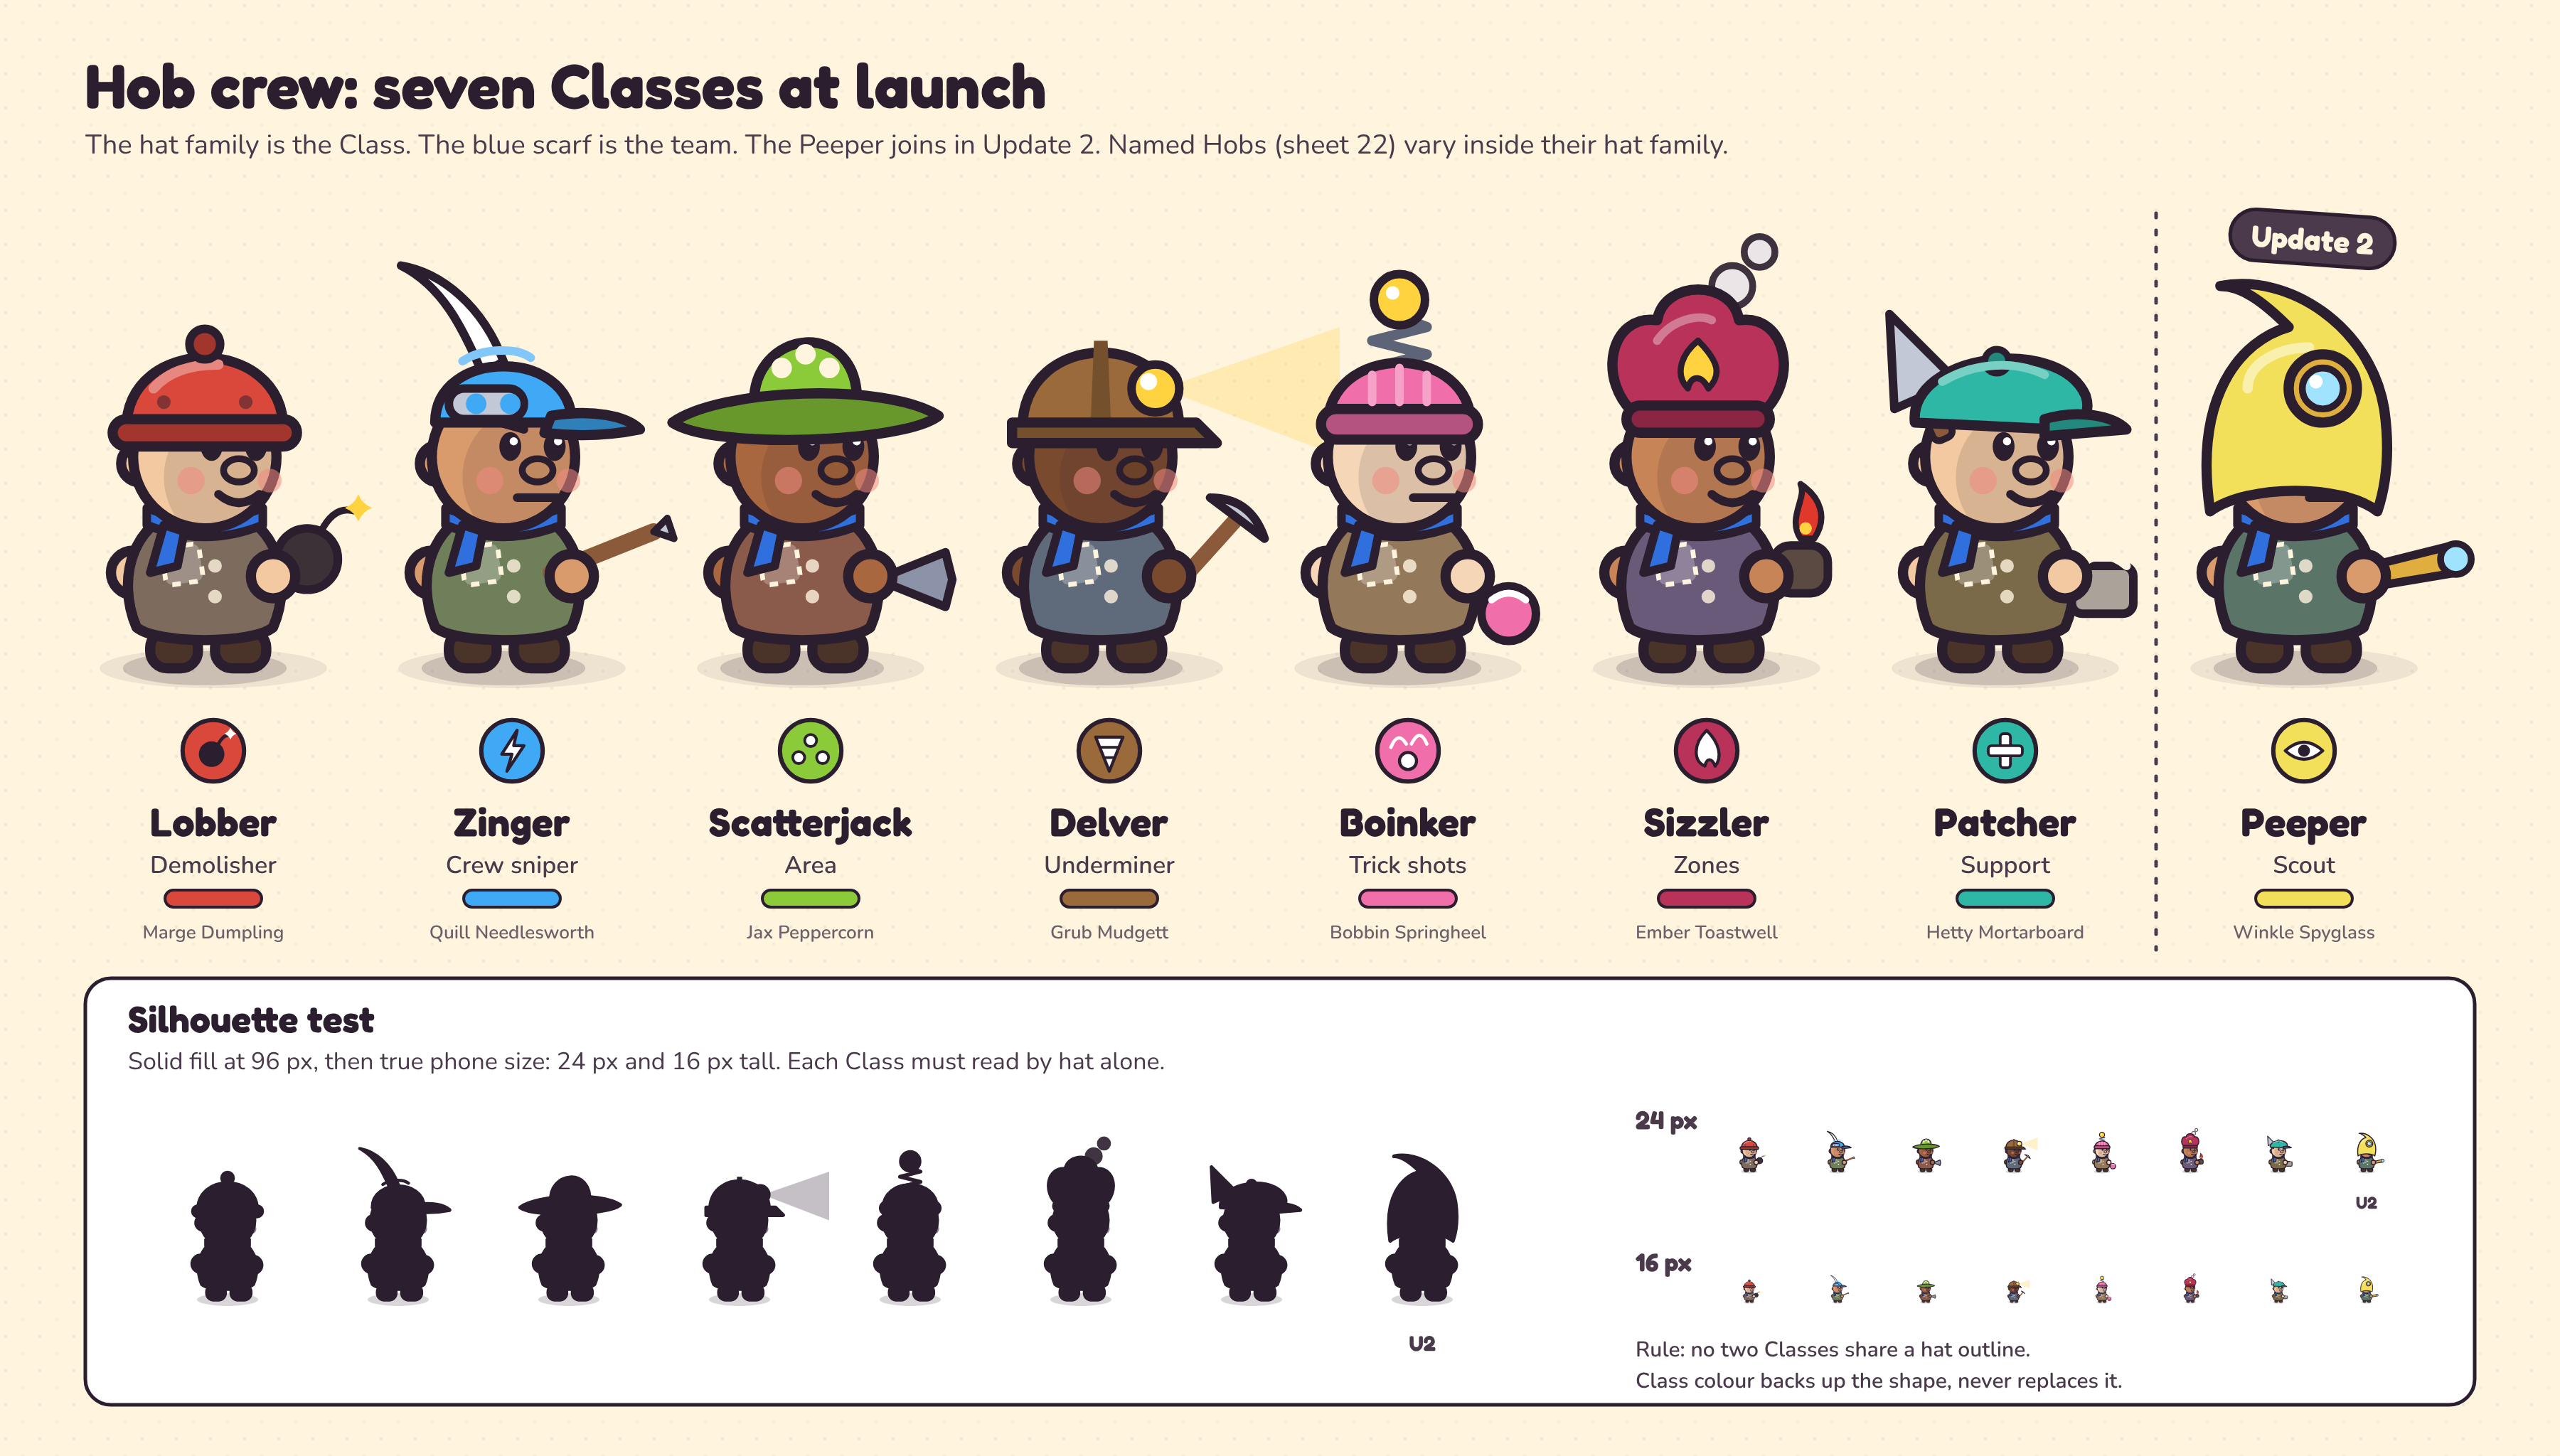 Hob crew: seven Classes at launch
The hat family is the Class. The blue scarf is the team. The Peeper joins in Update 2. Named Hobs (sheet 22) vary inside their hat family.
Update 2
Lobber
Demolisher
Marge Dumpling
Zinger
Crew sniper
Quill Needlesworth
Scatterjack
Area
Jax Peppercorn
Delver
Underminer
Grub Mudgett
Boinker
Trick shots
Bobbin Springheel
Sizzler
Zones
Ember Toastwell
Patcher
Support
Hetty Mortarboard
Peeper
Scout
Winkle Spyglass
Silhouette test
Solid fill at 96 px, then true phone size: 24 px and 16 px tall. Each Class must read by hat alone.
U2
24 px
U2
16 px
Rule: no two Classes share a hat outline.
Class colour backs up the shape, never replaces it.